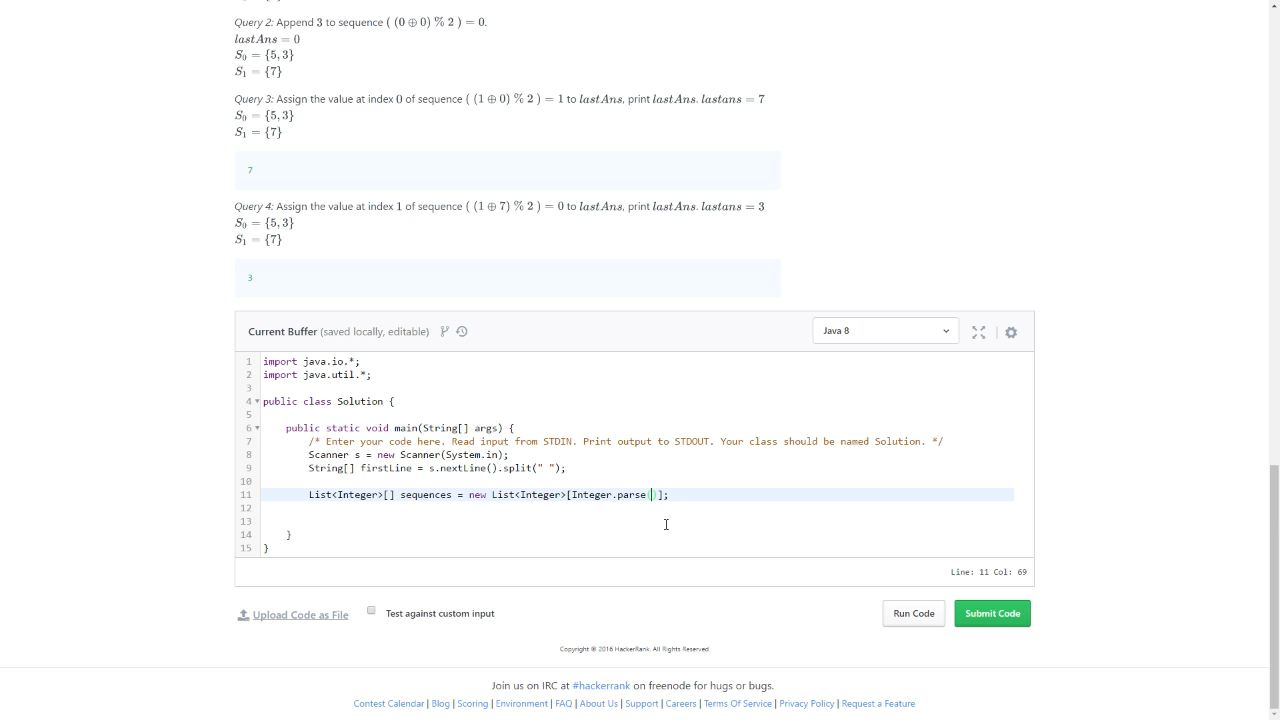 Query 2: Append 3 to sequence ( (0 ⊕ 0) % 2 ) = 0.
lastAns = 0
S₀ = {5, 3}
S₁ = {7}
Query 3: Assign the value at index 0 of sequence ( (1 ⊕ 0) % 2 ) = 1 to lastAns, print lastAns. lastans = 7
S₀ = {5, 3}
S₁ = {7}
7
Query 4: Assign the value at index 1 of sequence ( (1 ⊕ 7) % 2 ) = 0 to lastAns, print lastAns. lastans = 3
S₀ = {5, 3}
S₁ = {7}
3
Current Buffer (saved locally, editable)
Java 8
1 import java.io.*;
2 import java.util.*;
3
4 public class Solution {
5
6 public static void main(String[] args) {
7 /* Enter your code here. Read input from STDIN. Print output to STDOUT. Your class should be named Solution. */
8 Scanner s = new Scanner(System.in);
9 String[] firstLine = s.nextLine().split(" ");
10
11 List<Integer>[] sequences = new List<Integer>[Integer.parse()];
12
13
14 }
15 }
Line: 11 Col: 69
Upload Code as File
Test against custom input
Run Code
Submit Code
Copyright © 2016 HackerRank. All Rights Reserved
Join us on IRC at #hackerrank on freenode for hugs or bugs.
Contest Calendar | Blog | Scoring | Environment | FAQ | About Us | Support | Careers | Terms Of Service | Privacy Policy | Request a Feature